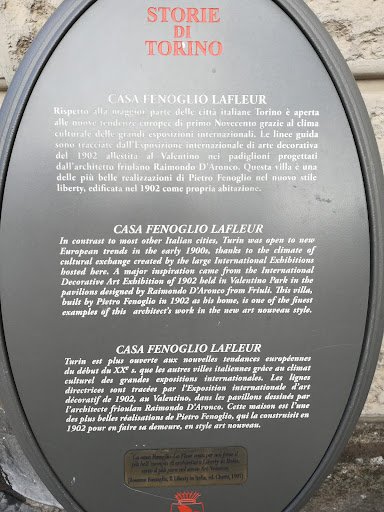 STORIE
DI
TORINO
CASA FENOGLIO LAFLEUR
Rispetto alla maggior parte delle città italiane Torino è aperta
alle nuove tendenze europee di primo Novecento grazie al clima
culturale delle grandi esposizioni internazionali. Le linee guida
sono tracciate dall'Esposizione internazionale di arte decorativa
del 1902 allestita al Valentino nei padiglioni progettati
dall'architetto friulano Raimondo D'Aronco. Questa villa è una
delle più belle realizzazioni di Pietro Fenoglio nel nuovo stile
liberty, edificata nel 1902 come propria abitazione.
CASA FENOGLIO LAFLEUR
In contrast to most other Italian cities, Turin was open to new
European trends in the early 1900s, thanks to the climate of
cultural exchange created by the large International Exhibitions
hosted here. A major inspiration came from the International
Decorative Art Exhibition of 1902 held in Valentino Park in the
pavilions designed by Raimondo D'Aronco from Friuli. This villa,
built by Pietro Fenoglio in 1902 as his home, is one of the finest
examples of this architect's work in the new art nouveau style.
CASA FENOGLIO LAFLEUR
Turin est plus ouverte aux nouvelles tendances européennes
du début du XXe s. que les autres villes italiennes grâce au climat
culturel des grandes expositions internationales. Les lignes
directrices sont tracées par l'Exposition internationale d'art
décoratif de 1902, au Valentino, dans les pavillons dessinés par
l'architecte frioulan Raimondo D'Aronco. Cette maison est l'une
des plus belles réalisations de Pietro Fenoglio, qui la construisit en
1902 pour en faire sa demeure, en style art nouveau.